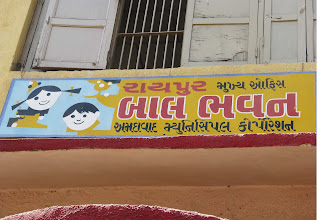 રાયપુર મુખ્ય ઓફિસ
બાલ ભવન
અમદાવાદ મ્યુનિસિપલ કોર્પોરેશન